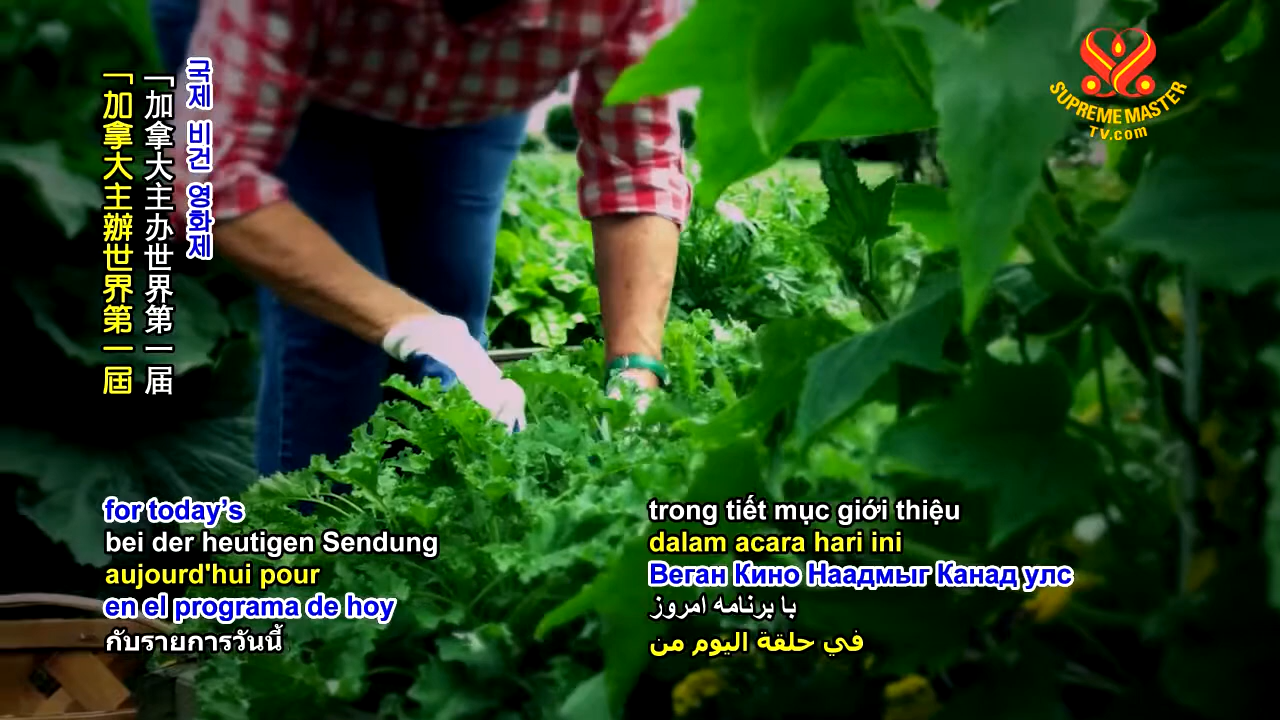 국제 비건 영화제
「加拿大主办世界第一届
「加拿大主辦世界第一屆
SUPREME MASTER
TV.com
for today's
bei der heutigen Sendung
aujourd'hui pour
en el programa de hoy
กับรายการวันนี้
trong tiết mục giới thiệu
dalam acara hari ini
Веган Кино Наадмыг Канад улс
با برنامه امروز
في حلقة اليوم من